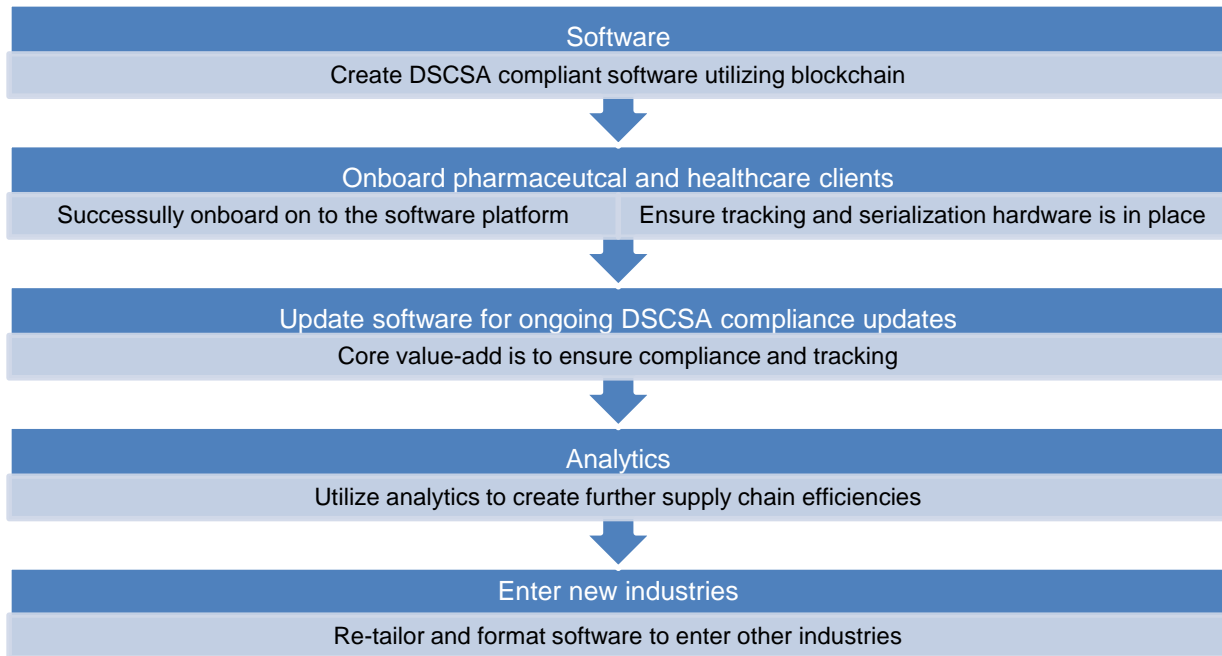 Software
Create DSCSA compliant software utilizing blockchain
Onboard pharmaceutcal and healthcare clients
Successully onboard on to the software platform
Ensure tracking and serialization hardware is in place
Update software for ongoing DSCSA compliance updates
Core value-add is to ensure compliance and tracking
Analytics
Utilize analytics to create further supply chain efficiencies
Enter new industries
Re-tailor and format software to enter other industries